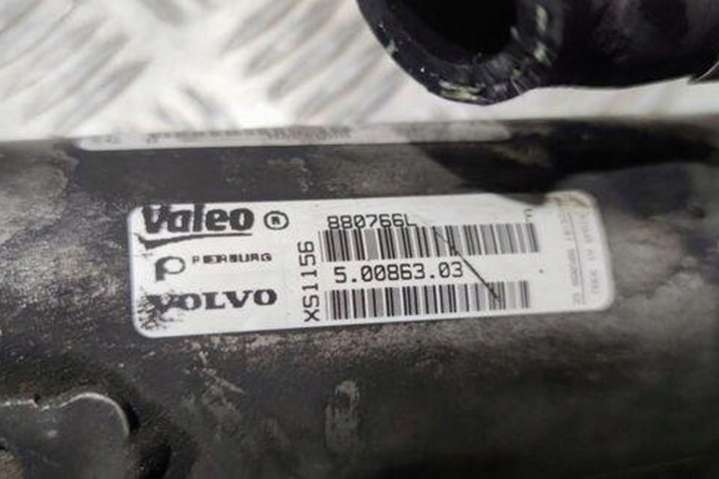 Valeo
PIERBURG
VOLVO
XS1156
880766L
5.00863.03